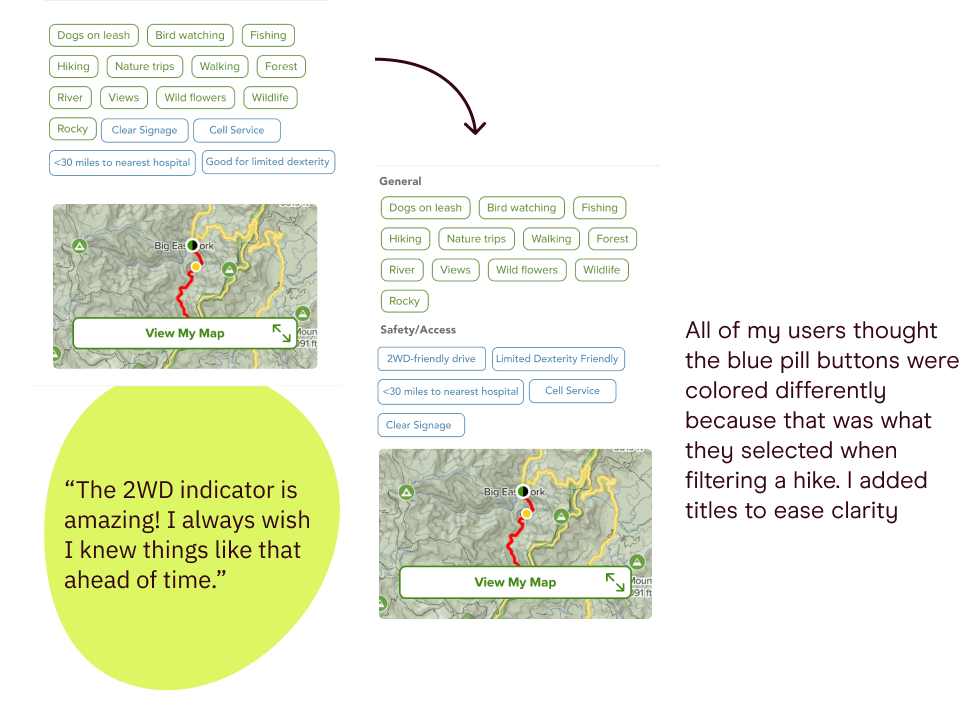 Dogs on leash Bird watching Fishing
Hiking Nature trips Walking Forest
River Views Wild flowers Wildlife
Rocky Clear Signage Cell Service
<30 miles to nearest hospital Good for limited dexterity
Big Eas ork
View My Map
Moun
091 ft
“The 2WD indicator is
amazing! I always wish
I knew things like that
ahead of time.”
General
Dogs on leash Bird watching Fishing
Hiking Nature trips Walking Forest
River Views Wild flowers Wildlife
Rocky
Safety/Access
2WD-friendly drive Limited Dexterity Friendly
<30 miles to nearest hospital Cell Service
Clear Signage
Big Eas ork
View My Map
Moun
091 ft
All of my users thought
the blue pill buttons were
colored differently
because that was what
they selected when
filtering a hike. I added
titles to ease clarity